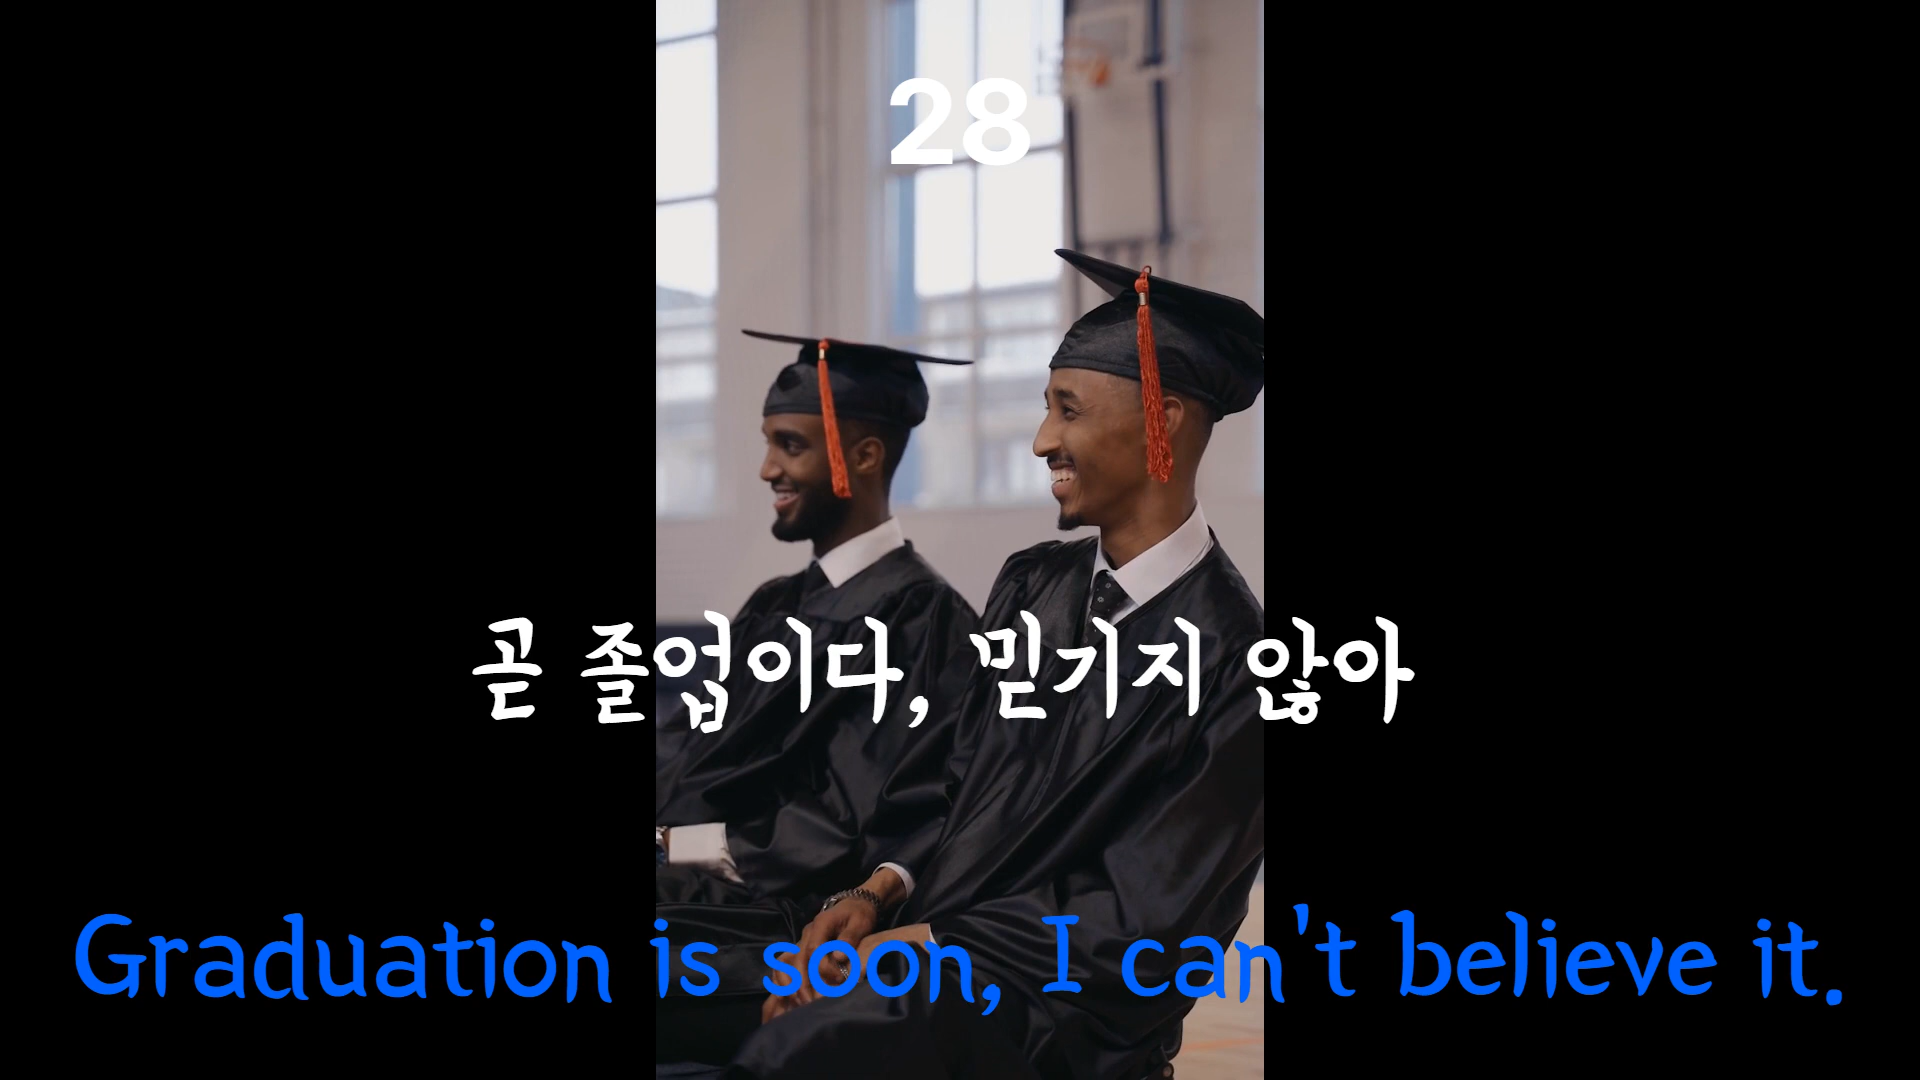 28
곧 졸업이다, 믿기지 않아
Graduation is soon, I can't believe it.